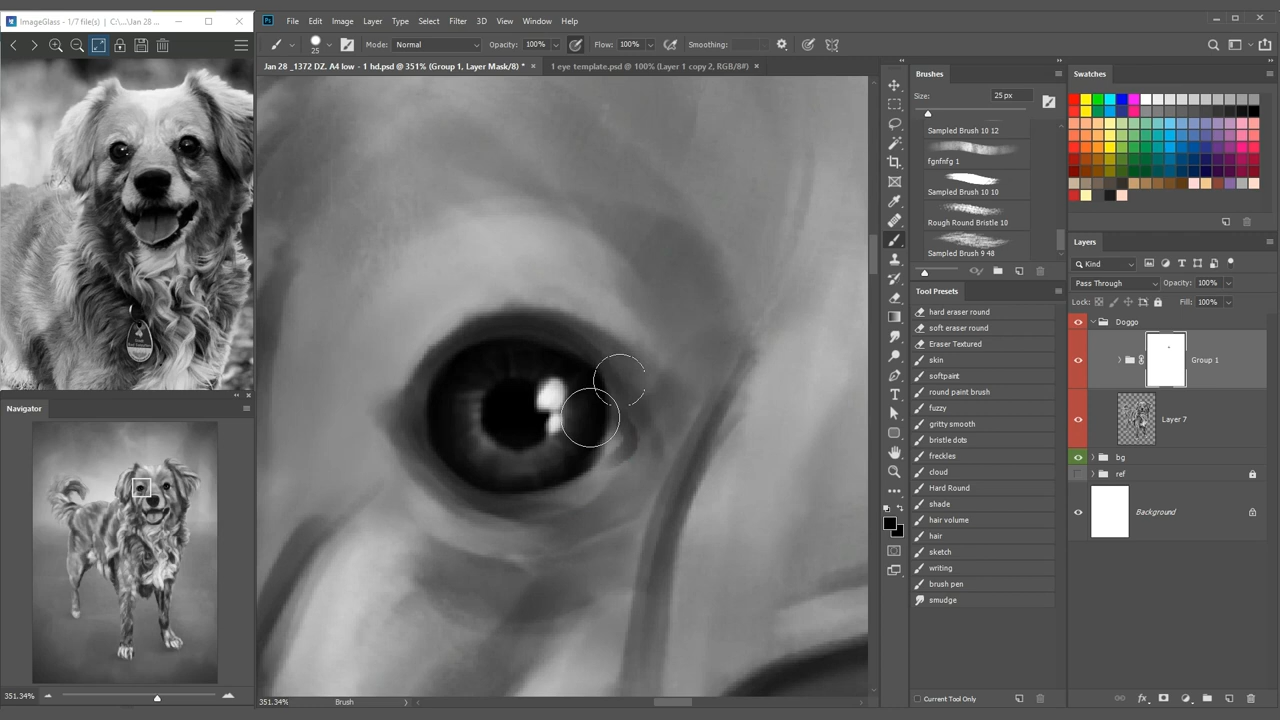 ImageGlass - 1/7 file(s) | C:\...\Jan 28 ...
File Edit Image Layer Type Select Filter 3D View Window Help
25
Mode: Normal
Opacity: 100%
Flow: 100%
Smoothing:
Jan 28 _1372 DZ. A4 low - 1 hd.psd @ 351% (Group 1, Layer Mask/8) *
1 eye template.psd @ 100% (Layer 1 copy 2, RGB/8#)
Navigator
351.34%
351.34%
Brush
Brushes
Size:
25 px
Sampled Brush 10 12
fgnfnfg 1
Sampled Brush 10 10
Rough Round Bristle 10
Sampled Brush 9 48
Tool Presets
hard eraser round
soft eraser round
Eraser Textured
skin
softpaint
round paint brush
fuzzy
gritty smooth
bristle dots
freckles
cloud
Hard Round
shade
hair volume
hair
sketch
writing
brush pen
smudge
Current Tool Only
Swatches
Layers
Kind
Pass Through
Opacity: 100%
Lock:
Fill: 100%
Doggo
Group 1
Layer 7
bg
ref
Background